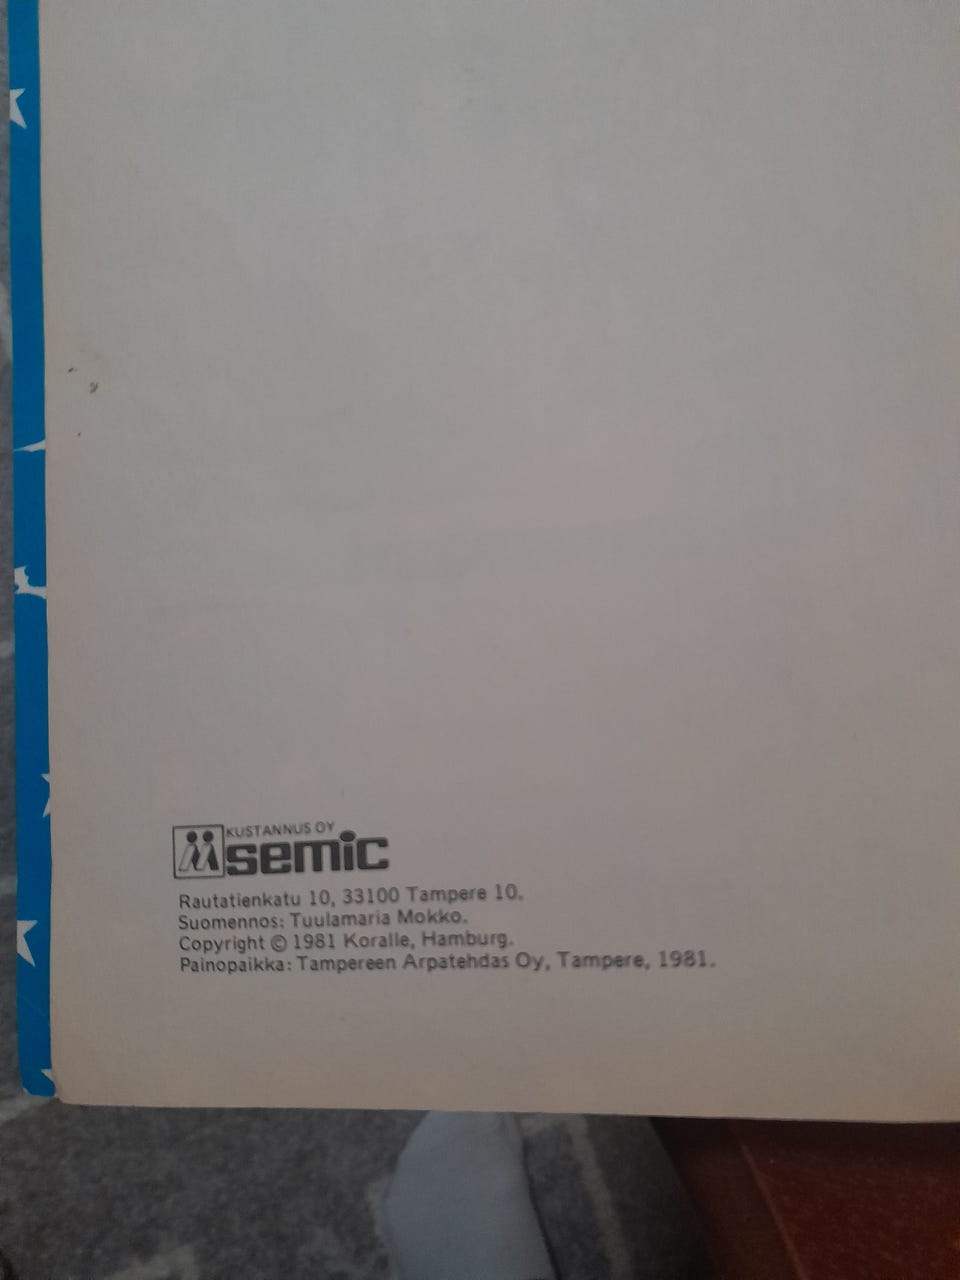 KUSTANNUS OY
semic
Rautatienkatu 10, 33100 Tampere 10.
Suomennos: Tuulamaria Mokko.
Copyright © 1981 Koralle, Hamburg.
Painopaikka: Tampereen Arpatehdas Oy, Tampere, 1981.